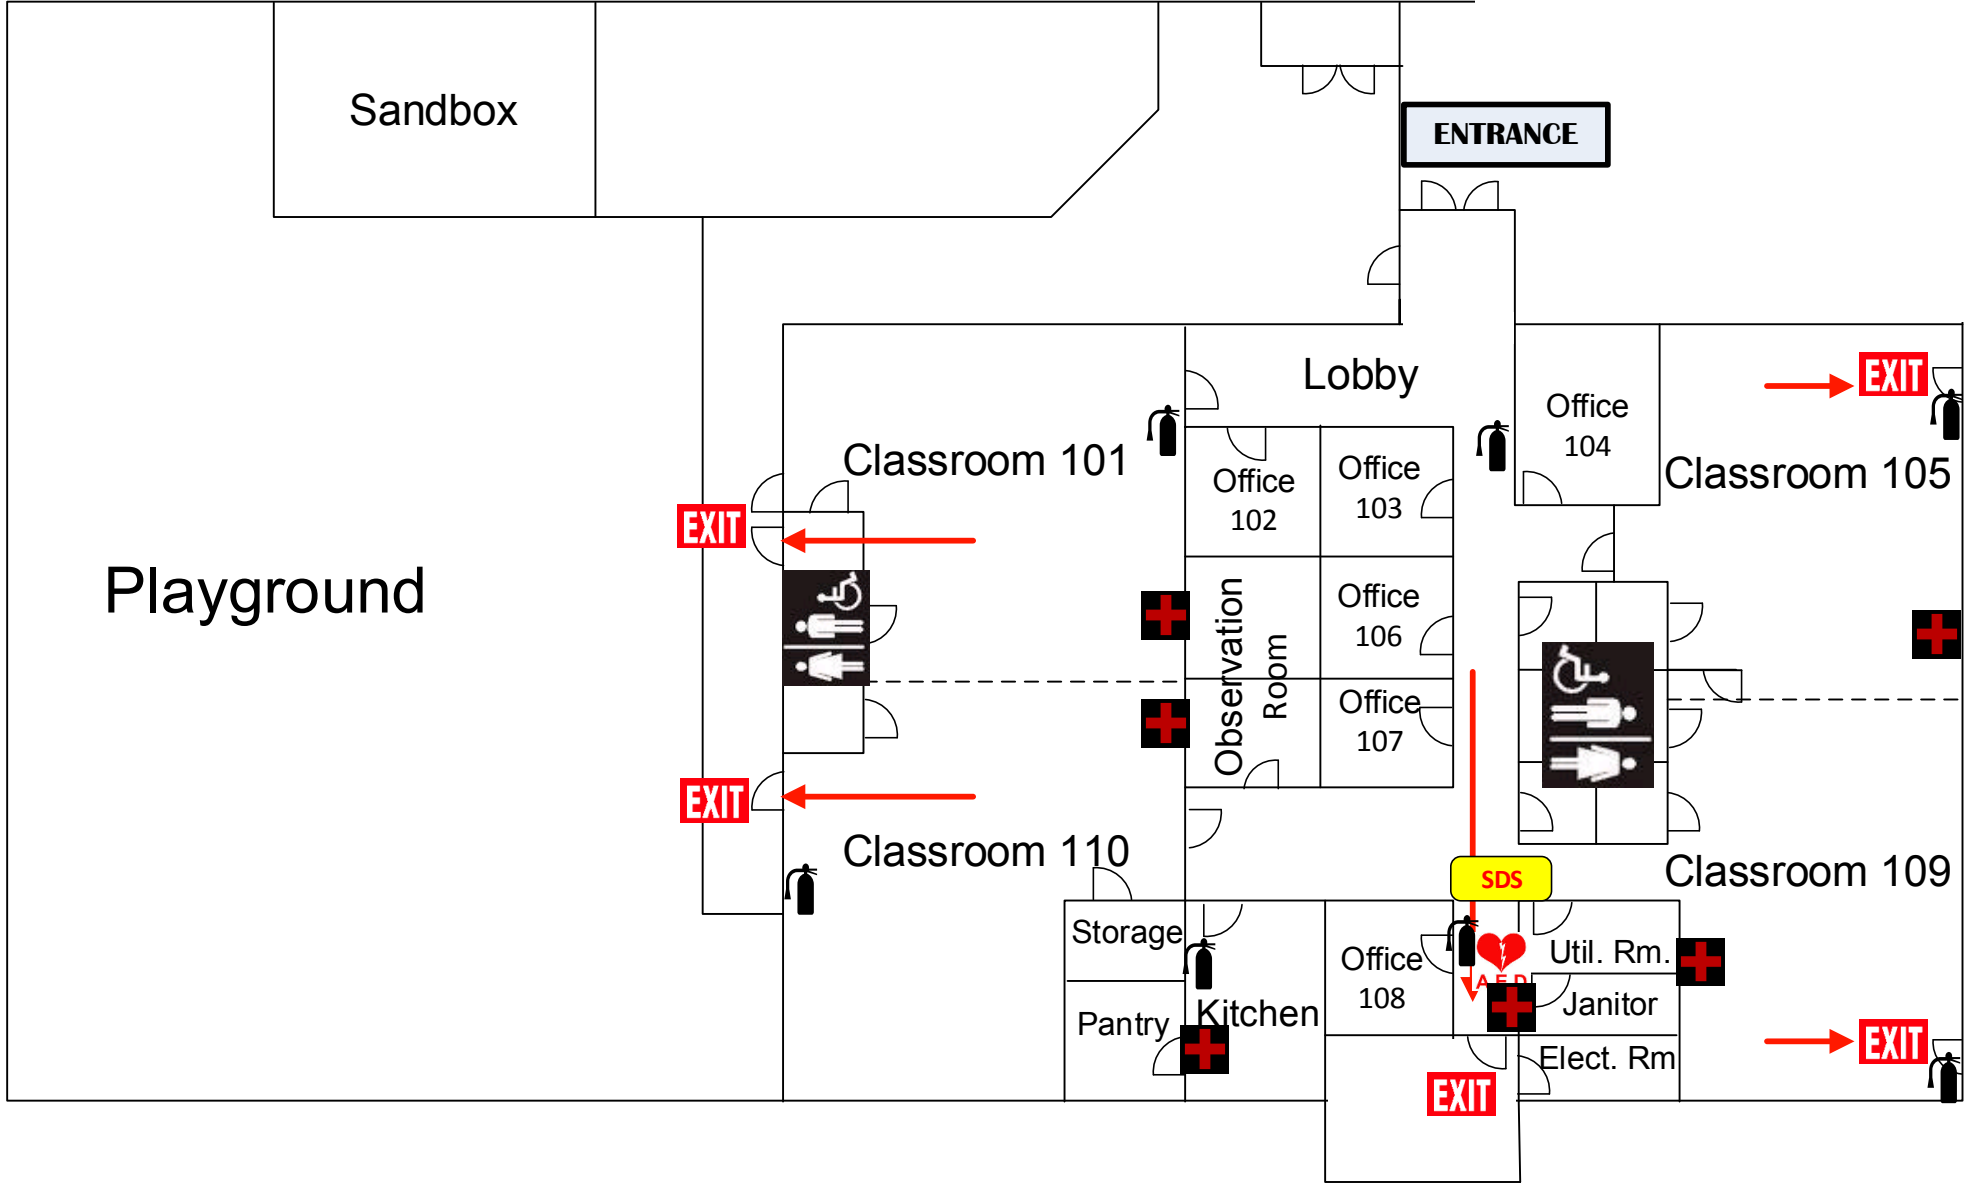 Sandbox
ENTRANCE
Lobby
EXIT
Office
104
Classroom 101
Office
103
Office
102
Classroom 105
EXIT
Playground
Observation
Room
Office
106
Office
107
EXIT
Classroom 110
SDS
Classroom 109
Storage
Office
108
Util. Rm.
AED
Janitor
Pantry
Kitchen
EXIT
Elect. Rm
EXIT